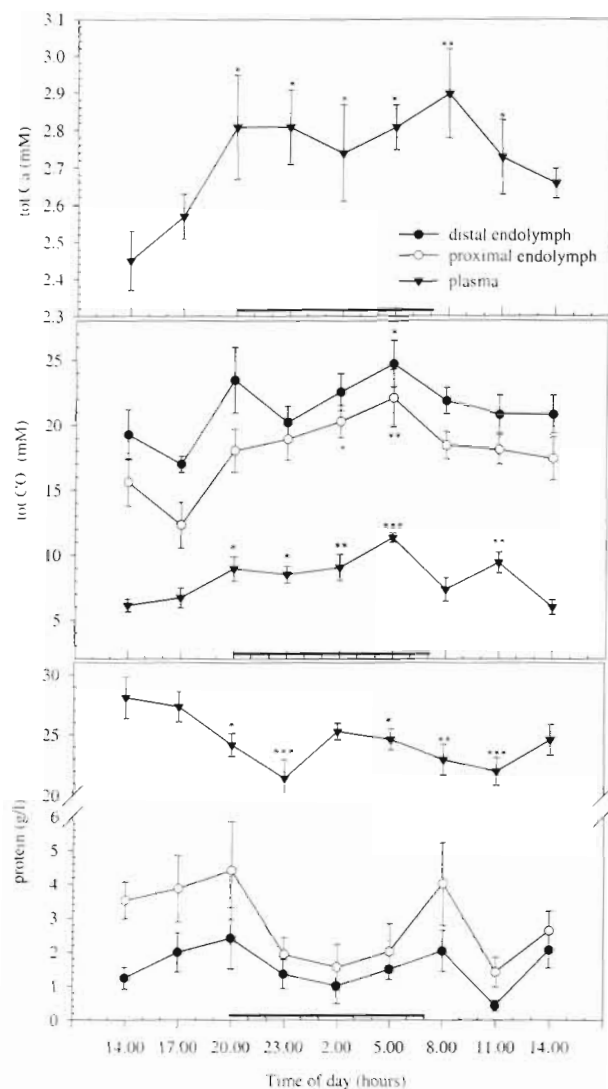 3.1
3.0
2.9
2.8
2.7
2.6
2.5
2.4
2.3
tot Ca (mM)
* * * * ** *
distal endolymph
proximal endolymph
plasma
25
20
15
10
5
tot CO (mM)
*
* **
* * ** *** **
30
25
20
6
5
4
3
2
1
0
protein (g/l)
* *** * ** ***
14.00 17.00 20.00 23.00 2.00 5.00 8.00 11.00 14.00
Time of day (hours)